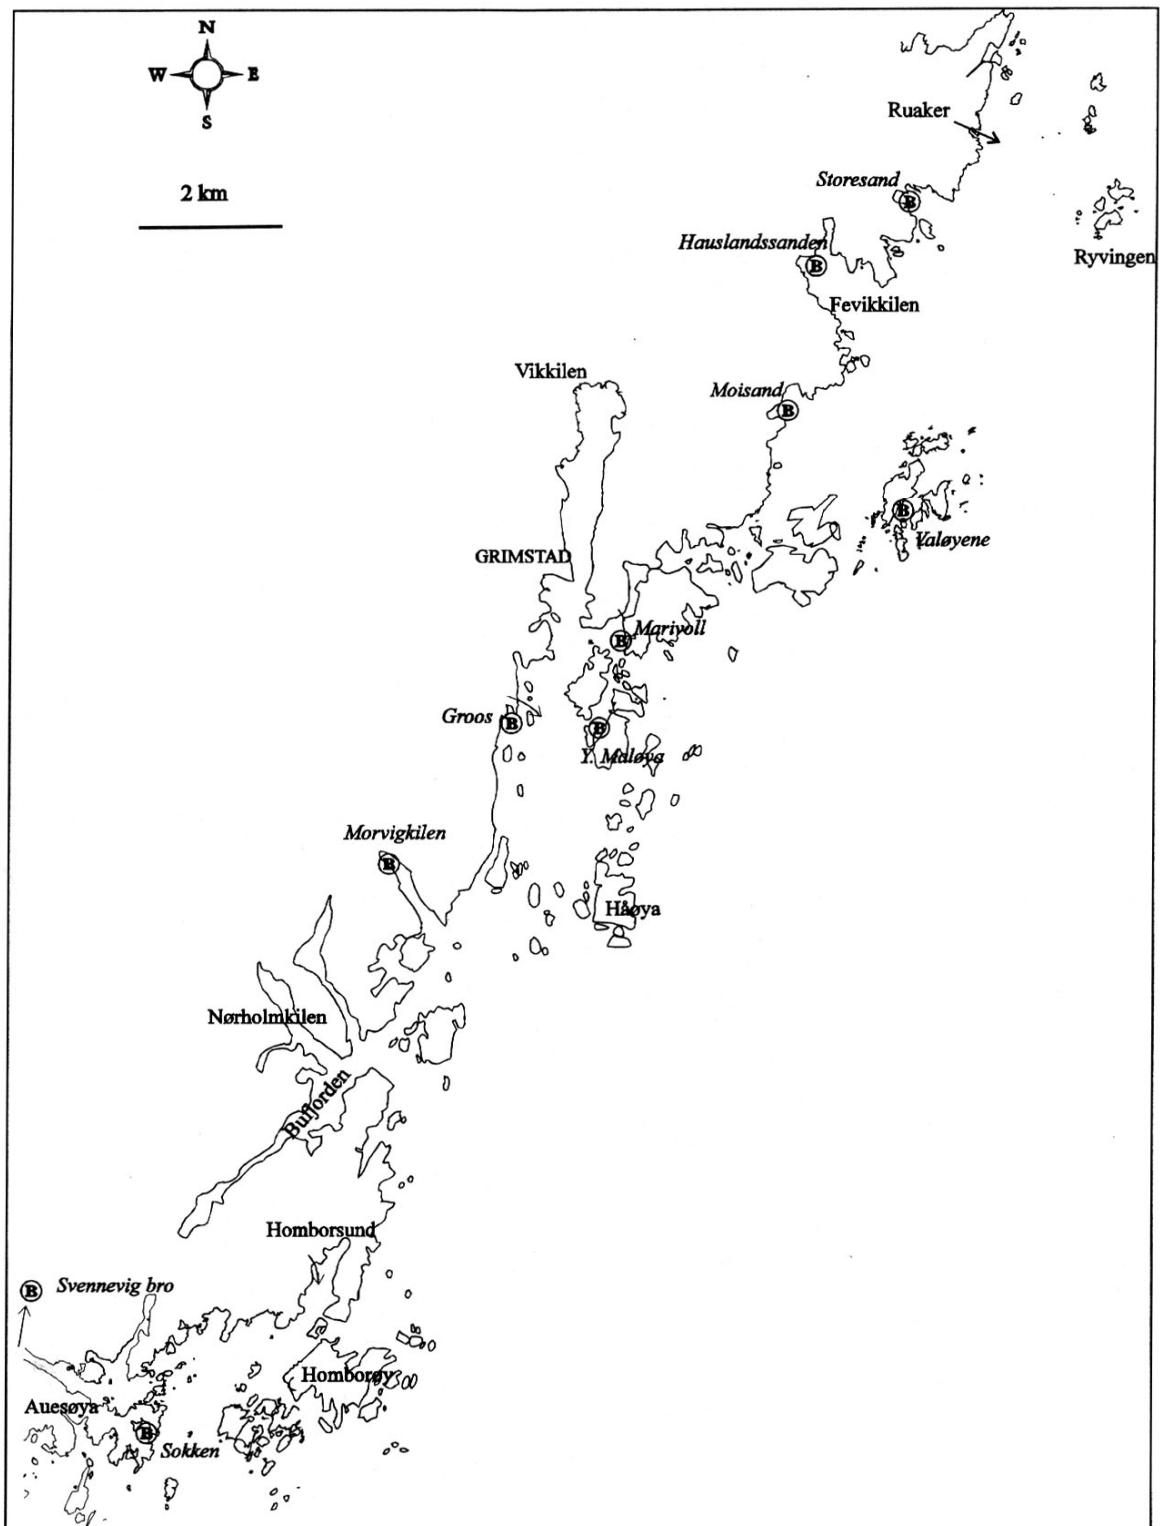 N
W E
S
2 km
Ruaker
Storesand
B
Hauslandssanden
B
Ryvingen
Fevikkilen
Vikkilen
Moisand
B
B
Valøyene
GRIMSTAD
Marivoll
B
Groos
B
B
Y. Maløya
Morvigkilen
B
Håøya
Nørholmkilen
Bufjorden
Homborsund
B
Svennevig bro
Homborøy
Auesøya
B
Sokken